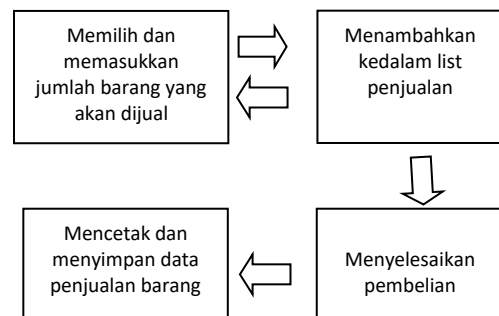 Memilih dan
memasukkan
jumlah barang yang
akan dijual
Menambahkan
kedalam list
penjualan
Menyelesaikan
pembelian
Mencetak dan
menyimpan data
penjualan barang